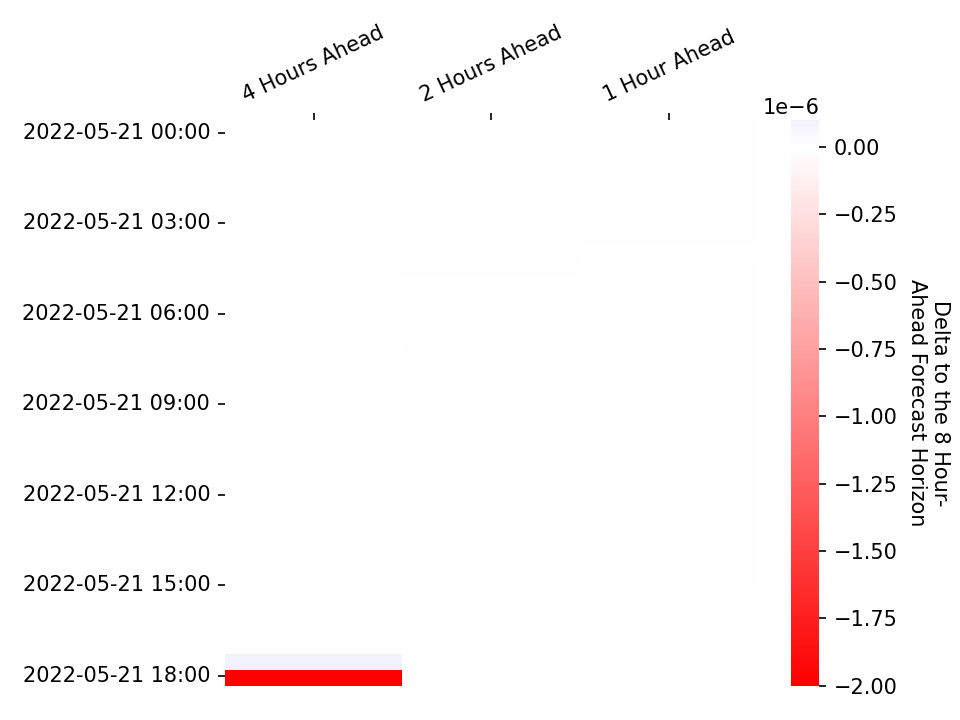 4 Hours Ahead
2 Hours Ahead
1 Hour Ahead
1e−6
2022-05-21 00:00
2022-05-21 03:00
2022-05-21 06:00
2022-05-21 09:00
2022-05-21 12:00
2022-05-21 15:00
2022-05-21 18:00
0.00
−0.25
−0.50
−0.75
−1.00
−1.25
−1.50
−1.75
−2.00
Delta to the 8 Hour-
Ahead Forecast Horizon